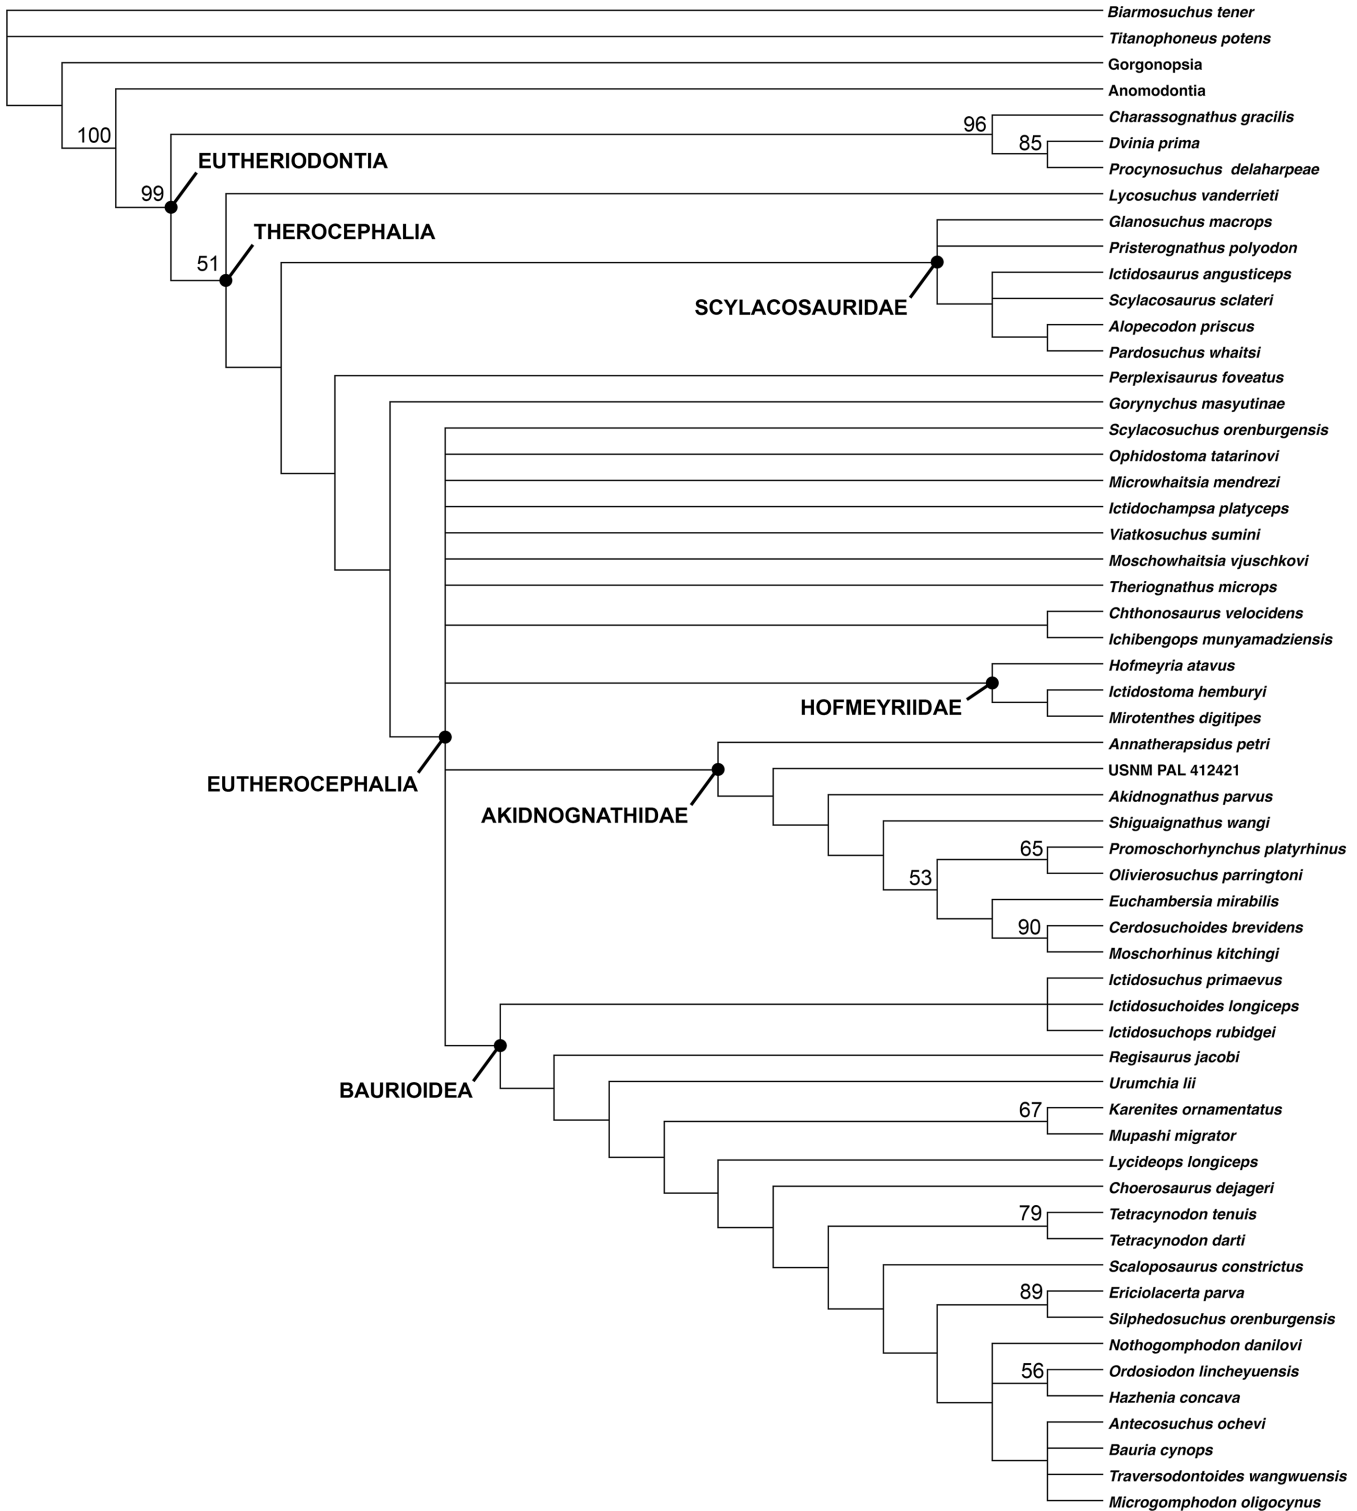 Biarmosuchus tener
Titanophoneus potens
Gorgonopsia
Anomodontia
Charassognathus gracilis
96
100
Dvinia prima
85
EUTHERIODONTIA
Procynosuchus delaharpeae
99
Lycosuchus vanderrieti
Glanosuchus macrops
THEROCEPHALIA
Pristerognathus polyodon
51
Ictidosaurus angusticeps
Scylacosaurus sclateri
SCYLACOSAURIDAE
Alopecodon priscus
Pardosuchus whaitsi
Perplexisaurus foveatus
Gorynychus masyutinae
Scylacosuchus orenburgensis
Ophidostoma tatarinovi
Microwhaitsia mendrezi
Ictidochampsa platyceps
Viatkosuchus sumini
Moschowhaitsia vjuschkovi
Theriognathus microps
Chthonosaurus velocidens
Ichibengops munyamadziensis
Hofmeyria atavus
Ictidostoma hemburyi
HOFMEYRIIDAE
Mirotenthes digitipes
Annatherapsidus petri
USNM PAL 412421
EUTHEROCEPHALIA
Akidnognathus parvus
AKIDNOGNATHIDAE
Shiguaignathus wangi
65
Promoschorhynchus platyrhinus
Olivierosuchus parringtoni
53
Euchambersia mirabilis
90
Cerdosuchoides brevidens
Moschorhinus kitchingi
Ictidosuchus primaevus
Ictidosuchoides longiceps
Ictidosuchops rubidgei
Regisaurus jacobi
Urumchia lii
BAURIOIDEA
67
Karenites ornamentatus
Mupashi migrator
Lycideops longiceps
Choerosaurus dejageri
79
Tetracynodon tenuis
Tetracynodon darti
Scaloposaurus constrictus
89
Ericiolacerta parva
Silphedosuchus orenburgensis
Nothogomphodon danilovi
56
Ordosiodon lincheyuensis
Hazhenia concava
Antecosuchus ochevi
Bauria cynops
Traversodontoides wangwuensis
Microgomphodon oligocynus